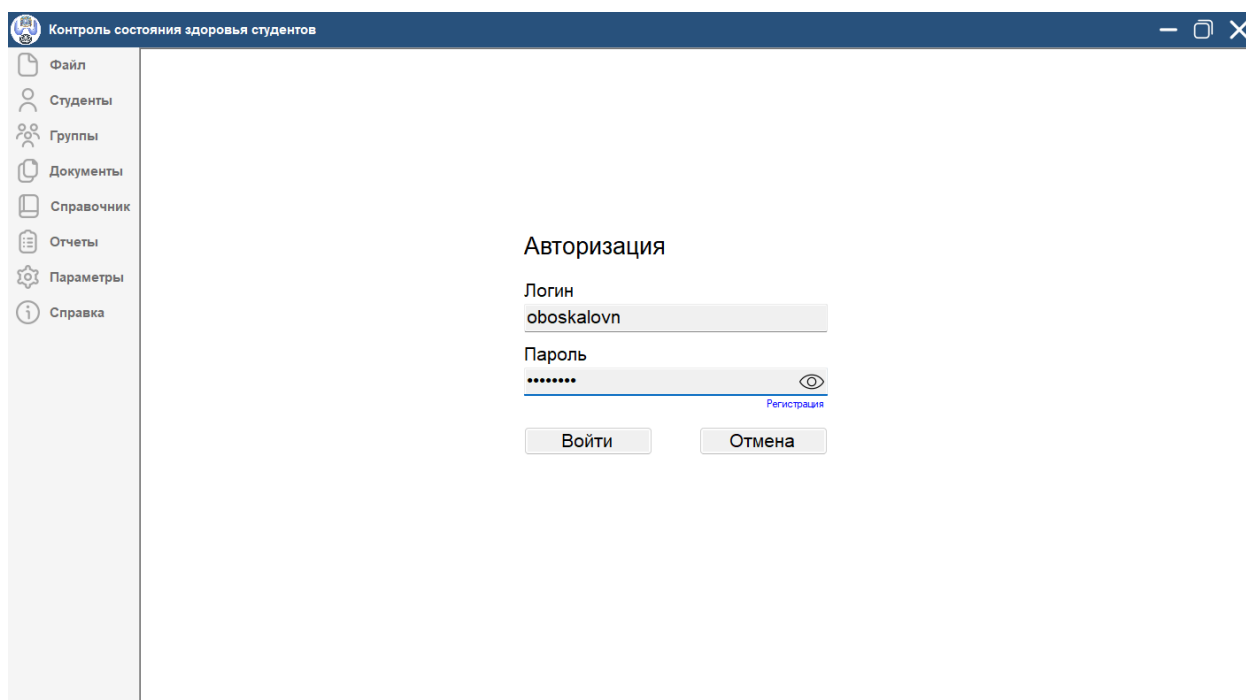 Контроль состояния здоровья студентов
Файл
Студенты
Группы
Документы
Справочник
Отчеты
Параметры
Справка
Авторизация
Логин
oboskalovn
Пароль
••••••••
Регистрация
Войти
Отмена